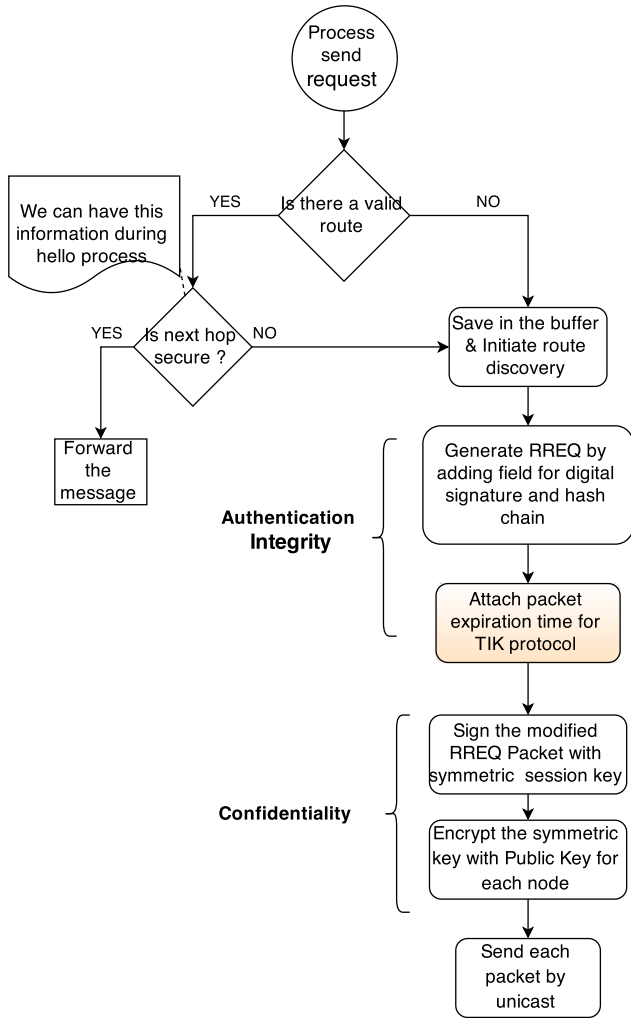 Process
send
request
Is there a valid
route
YES
NO
We can have this
information during
hello process
Is next hop
secure ?
YES
NO
Save in the buffer
& Initiate route
discovery
Forward
the
message
Generate RREQ by
adding field for digital
signature and hash
chain
Authentication
Integrity
Attach packet
expiration time for
TIK protocol
Sign the modified
RREQ Packet with
symmetric session key
Confidentiality
Encrypt the symmetric
key with Public Key for
each node
Send each
packet by
unicast